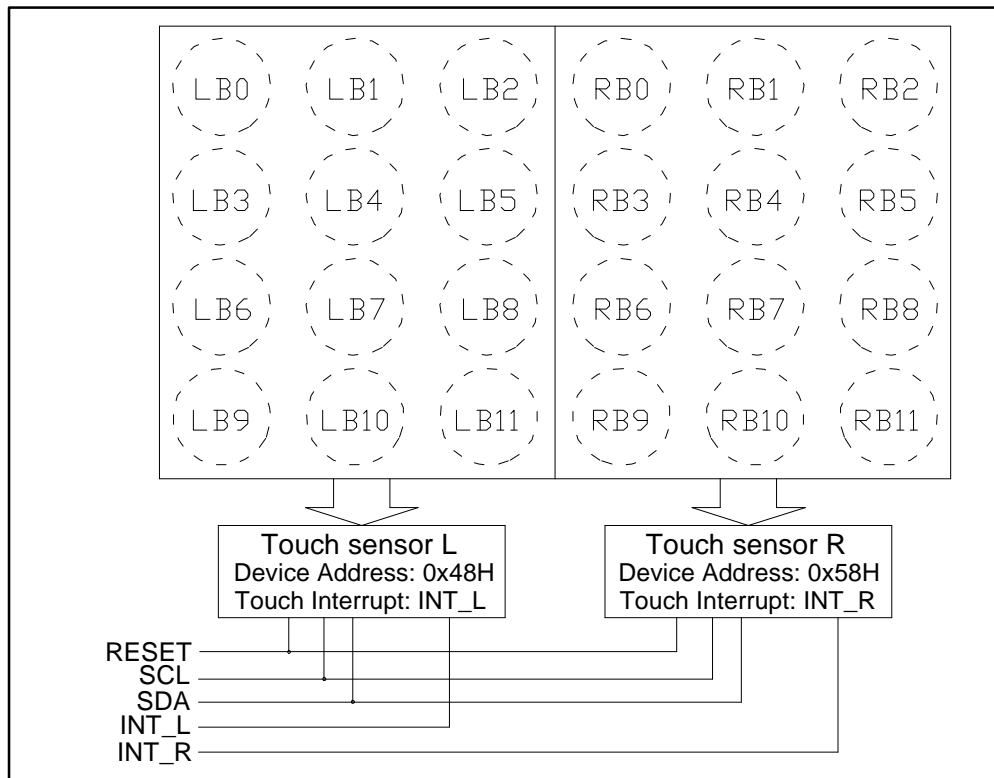 LB0 LB1 LB2 RB0 RB1 RB2
LB3 LB4 LB5 RB3 RB4 RB5
LB6 LB7 LB8 RB6 RB7 RB8
LB9 LB10 LB11 RB9 RB10 RB11
Touch sensor L
Device Address: 0x48H
Touch Interrupt: INT_L
Touch sensor R
Device Address: 0x58H
Touch Interrupt: INT_R
RESET
SCL
SDA
INT_L
INT_R